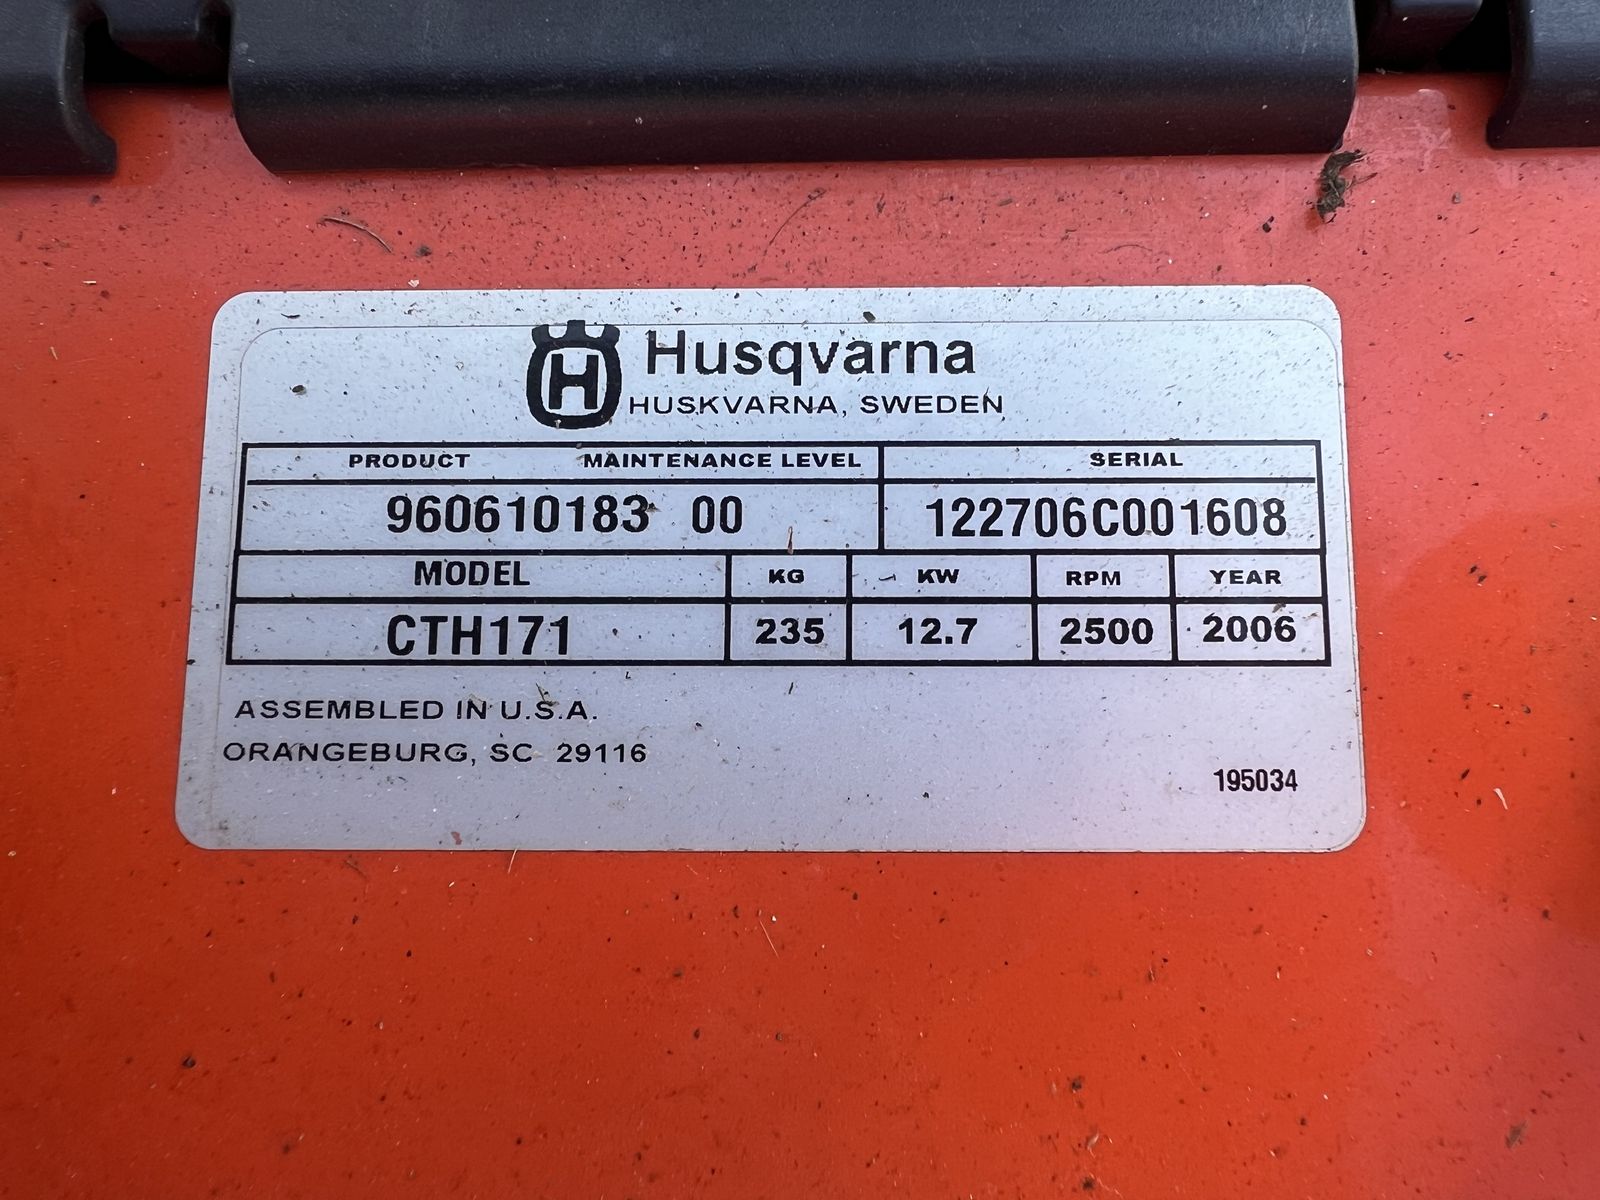 H Husqvarna
HUSKVARNA, SWEDEN
PRODUCT MAINTENANCE LEVEL SERIAL
960610183 00 122706C001608
MODEL KG KW RPM YEAR
CTH171 235 12.7 2500 2006
ASSEMBLED IN U.S.A.
ORANGEBURG, SC 29116
195034